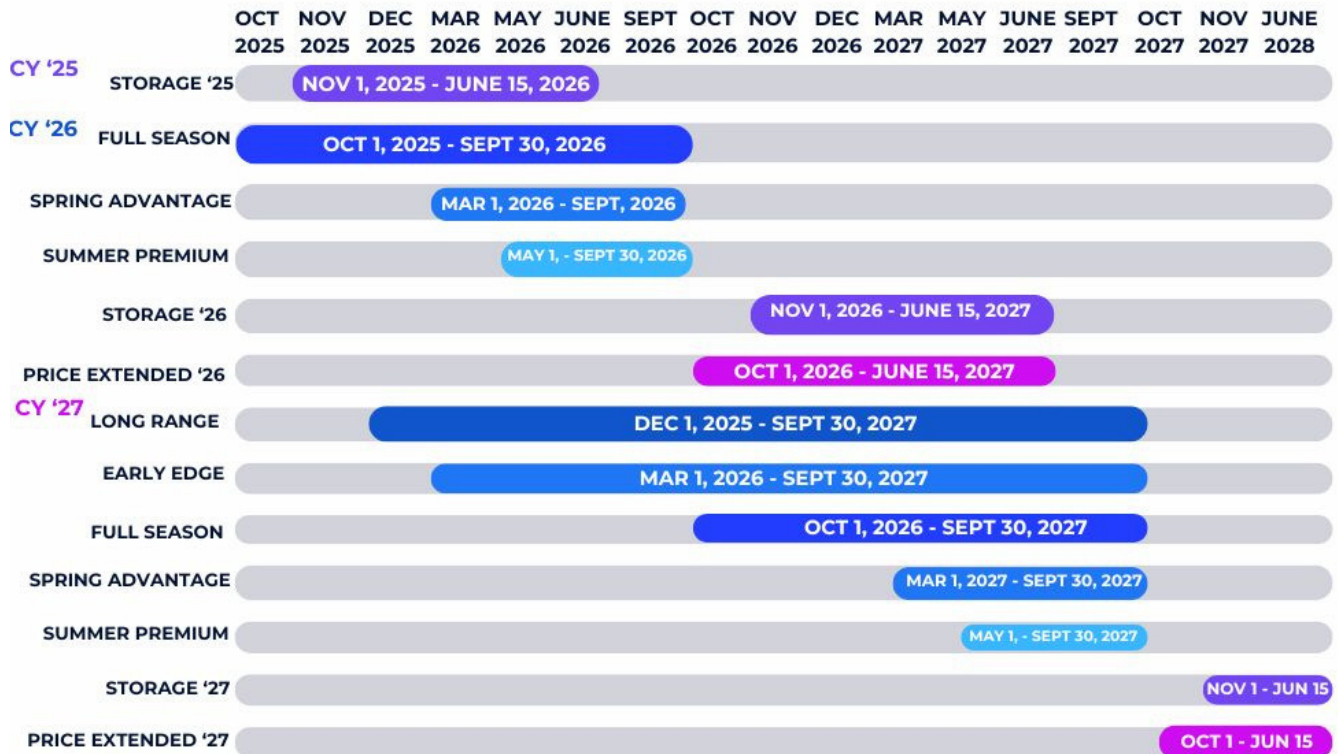 OCT NOV DEC MAR MAY JUNE SEPT OCT NOV DEC MAR MAY JUNE SEPT OCT NOV JUNE
2025 2025 2025 2026 2026 2026 2026 2026 2026 2026 2027 2027 2027 2027 2027 2027 2028
CY ‘25
STORAGE ‘25 NOV 1, 2025 - JUNE 15, 2026
CY ‘26
FULL SEASON OCT 1, 2025 - SEPT 30, 2026
SPRING ADVANTAGE MAR 1, 2026 - SEPT, 2026
SUMMER PREMIUM MAY 1, - SEPT 30, 2026
STORAGE ‘26 NOV 1, 2026 - JUNE 15, 2027
PRICE EXTENDED ‘26 OCT 1, 2026 - JUNE 15, 2027
CY ‘27
LONG RANGE DEC 1, 2025 - SEPT 30, 2027
EARLY EDGE MAR 1, 2026 - SEPT 30, 2027
FULL SEASON OCT 1, 2026 - SEPT 30, 2027
SPRING ADVANTAGE MAR 1, 2027 - SEPT 30, 2027
SUMMER PREMIUM MAY 1, - SEPT 30, 2027
STORAGE ‘27 NOV 1 - JUN 15
PRICE EXTENDED ‘27 OCT 1 - JUN 15